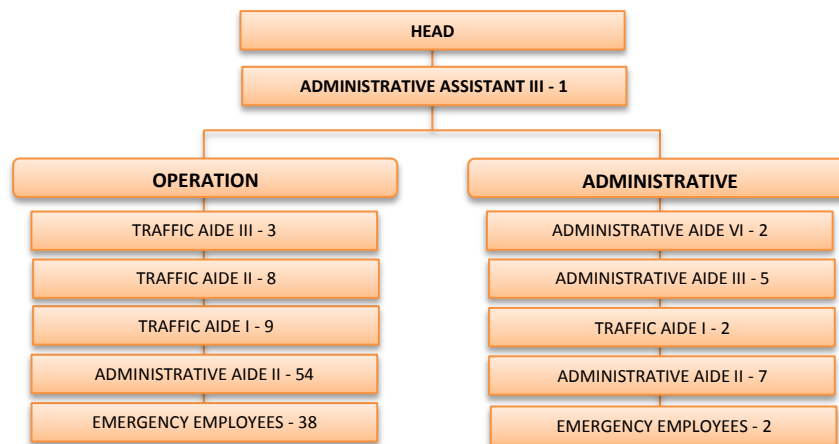 HEAD
ADMINISTRATIVE ASSISTANT III - 1
OPERATION
TRAFFIC AIDE III - 3
TRAFFIC AIDE II - 8
TRAFFIC AIDE I - 9
ADMINISTRATIVE AIDE II - 54
EMERGENCY EMPLOYEES - 38
ADMINISTRATIVE
ADMINISTRATIVE AIDE VI - 2
ADMINISTRATIVE AIDE III - 5
TRAFFIC AIDE I - 2
ADMINISTRATIVE AIDE II - 7
EMERGENCY EMPLOYEES - 2